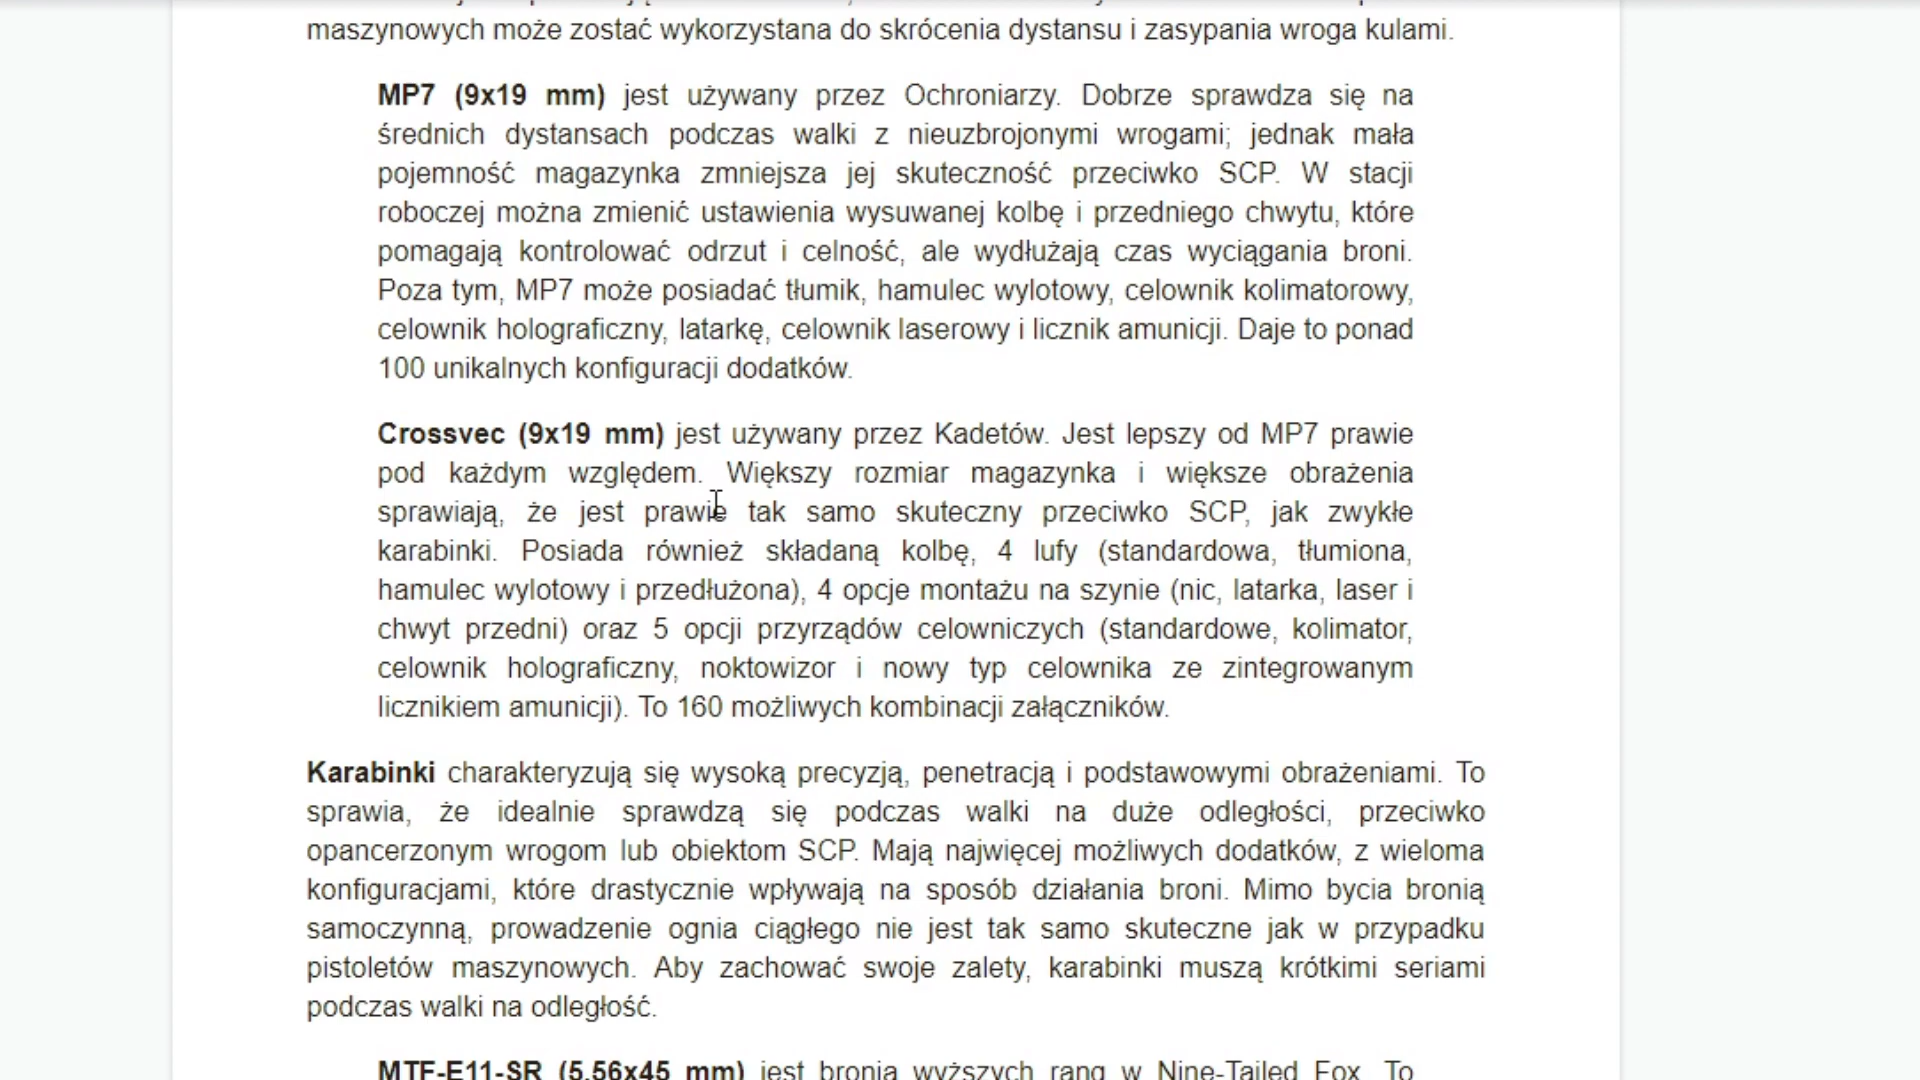 maszynowych może zostać wykorzystana do skrócenia dystansu i zasypania wroga kulami.
MP7 (9x19 mm) jest używany przez Ochroniarzy. Dobrze sprawdza się na
średnich dystansach podczas walki z nieuzbrojonymi wrogami; jednak mała
pojemność magazynka zmniejsza jej skuteczność przeciwko SCP. W stacji
roboczej można zmienić ustawienia wysuwanej kolbę i przedniego chwytu, które
pomagają kontrolować odrzut i celność, ale wydłużają czas wyciągania broni.
Poza tym, MP7 może posiadać tłumik, hamulec wylotowy, celownik kolimatorowy,
celownik holograficzny, latarkę, celownik laserowy i licznik amunicji. Daje to ponad
100 unikalnych konfiguracji dodatków.
Crossvec (9x19 mm) jest używany przez Kadetów. Jest lepszy od MP7 prawie
pod każdym względem. Większy rozmiar magazynka i większe obrażenia
sprawiają, że jest prawie tak samo skuteczny przeciwko SCP, jak zwykłe
karabinki. Posiada również składaną kolbę, 4 lufy (standardowa, tłumiona,
hamulec wylotowy i przedłużona), 4 opcje montażu na szynie (nic, latarka, laser i
chwyt przedni) oraz 5 opcji przyrządów celowniczych (standardowe, kolimator,
celownik holograficzny, noktowizor i nowy typ celownika ze zintegrowanym
licznikiem amunicji). To 160 możliwych kombinacji załączników.
Karabinki charakteryzują się wysoką precyzją, penetracją i podstawowymi obrażeniami. To
sprawia, że idealnie sprawdzą się podczas walki na duże odległości, przeciwko
opancerzonym wrogom lub obiektom SCP. Mają najwięcej możliwych dodatków, z wieloma
konfiguracjami, które drastycznie wpływają na sposób działania broni. Mimo bycia bronią
samoczynną, prowadzenie ognia ciągłego nie jest tak samo skuteczne jak w przypadku
pistoletów maszynowych. Aby zachować swoje zalety, karabinki muszą krótkimi seriami
podczas walki na odległość.
MTF-E11-SR (5.56x45 mm) jest bronią wyższych rang w Nine-Tailed Fox. To